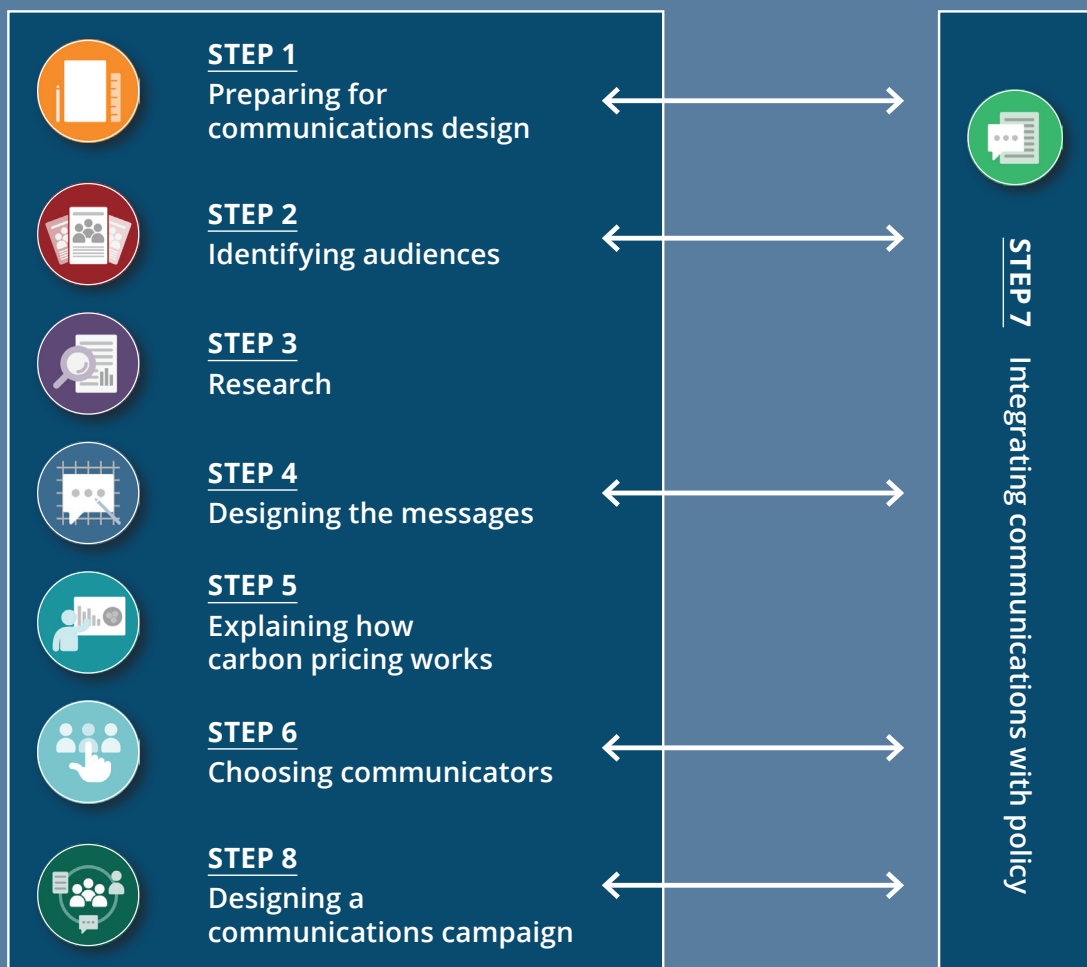 STEP 1
Preparing for
communications design
STEP 2
Identifying audiences
STEP 3
Research
STEP 4
Designing the messages
STEP 5
Explaining how
carbon pricing works
STEP 6
Choosing communicators
STEP 8
Designing a
communications campaign
STEP 7 Integrating communications with policy